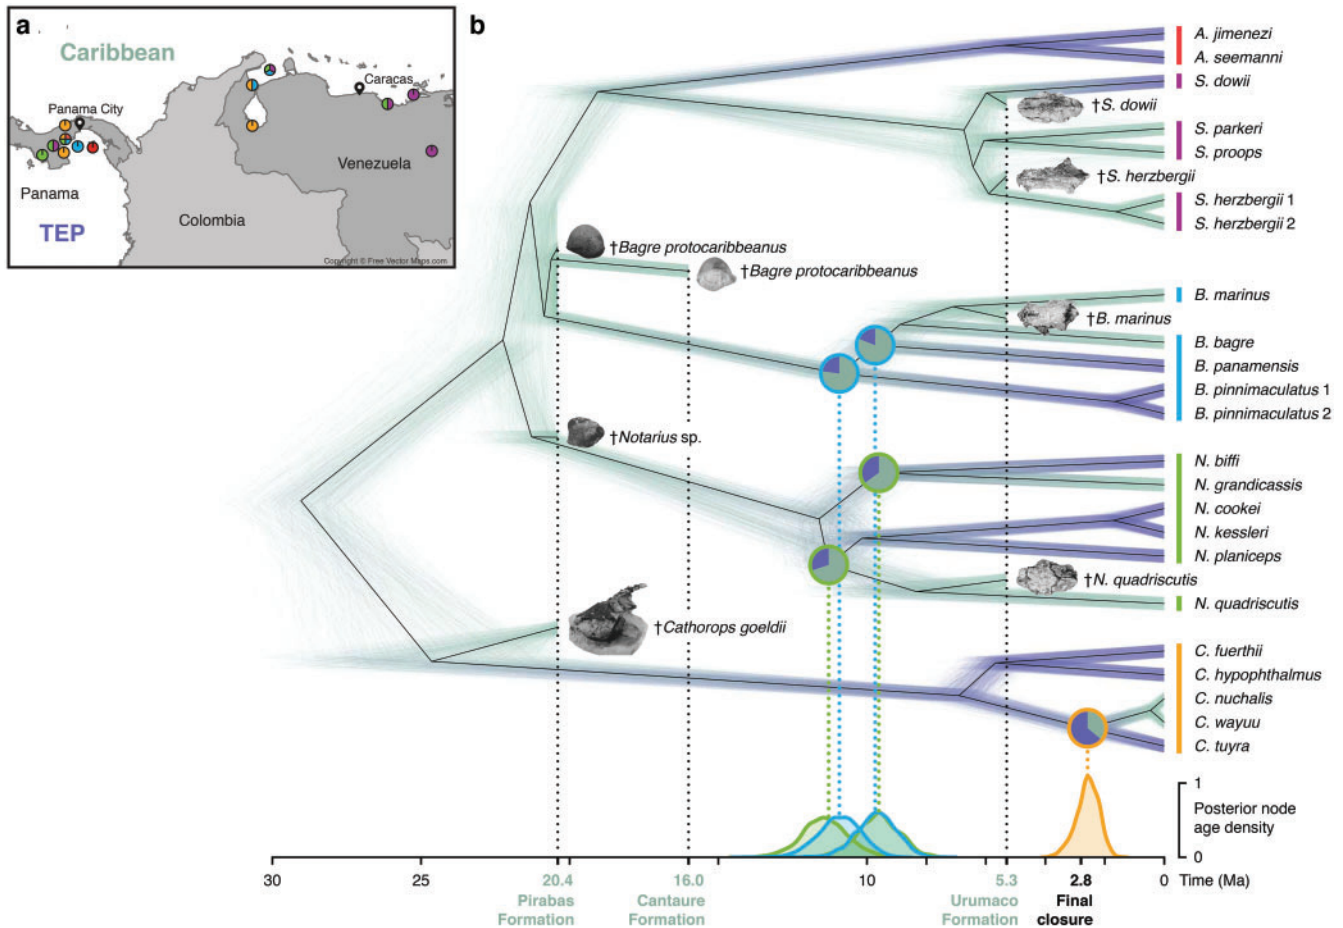 a
Caribbean
Panama City
Caracas
Panama
Venezuela
Colombia
TEP
Copyright © Free Vector Maps.com
b
A. jimenezi
A. seemanni
S. dowii
†S. dowii
S. parkeri
S. proops
†S. herzbergii
S. herzbergii 1
S. herzbergii 2
†Bagre protocaribbeanus
†Bagre protocaribbeanus
B. marinus
†B. marinus
B. bagre
B. panamensis
B. pinnimaculatus 1
B. pinnimaculatus 2
†Notarius sp.
N. biffi
N. grandicassis
N. cookei
N. kessleri
N. planiceps
†N. quadriscutis
N. quadriscutis
†Cathorops goeldii
C. fuerthii
C. hypophthalmus
C. nuchalis
C. wayuu
C. tuyra
1
Posterior node
age density
0
30 25 20.4 16.0 10 5.3 2.8 0 Time (Ma)
Pirabas Cantaure Urumaco Final
Formation Formation Formation closure